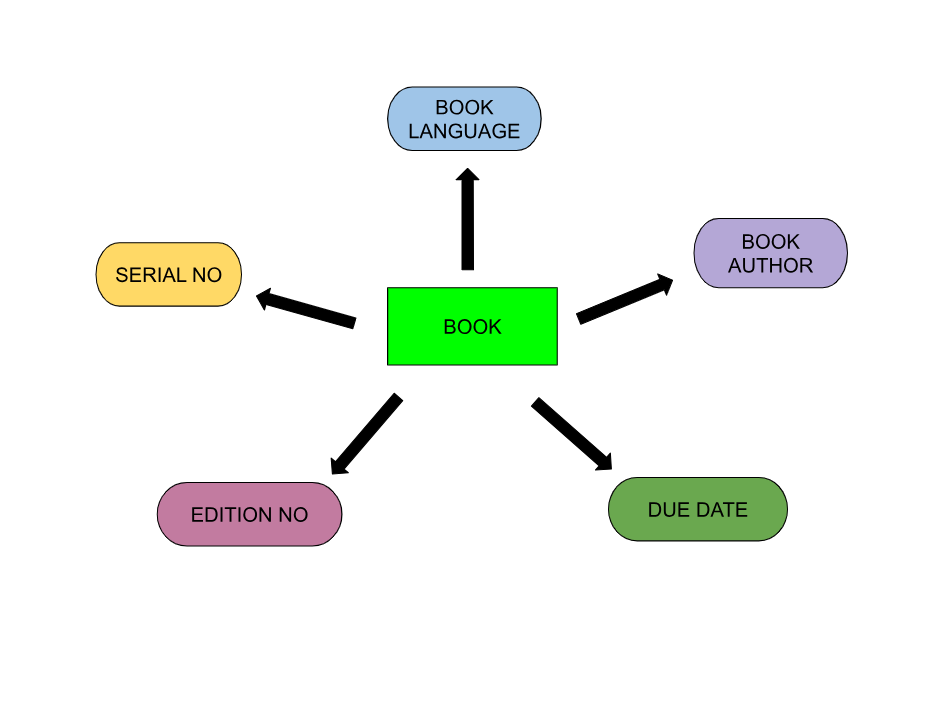 BOOK
LANGUAGE
BOOK
AUTHOR
SERIAL NO
BOOK
EDITION NO
DUE DATE